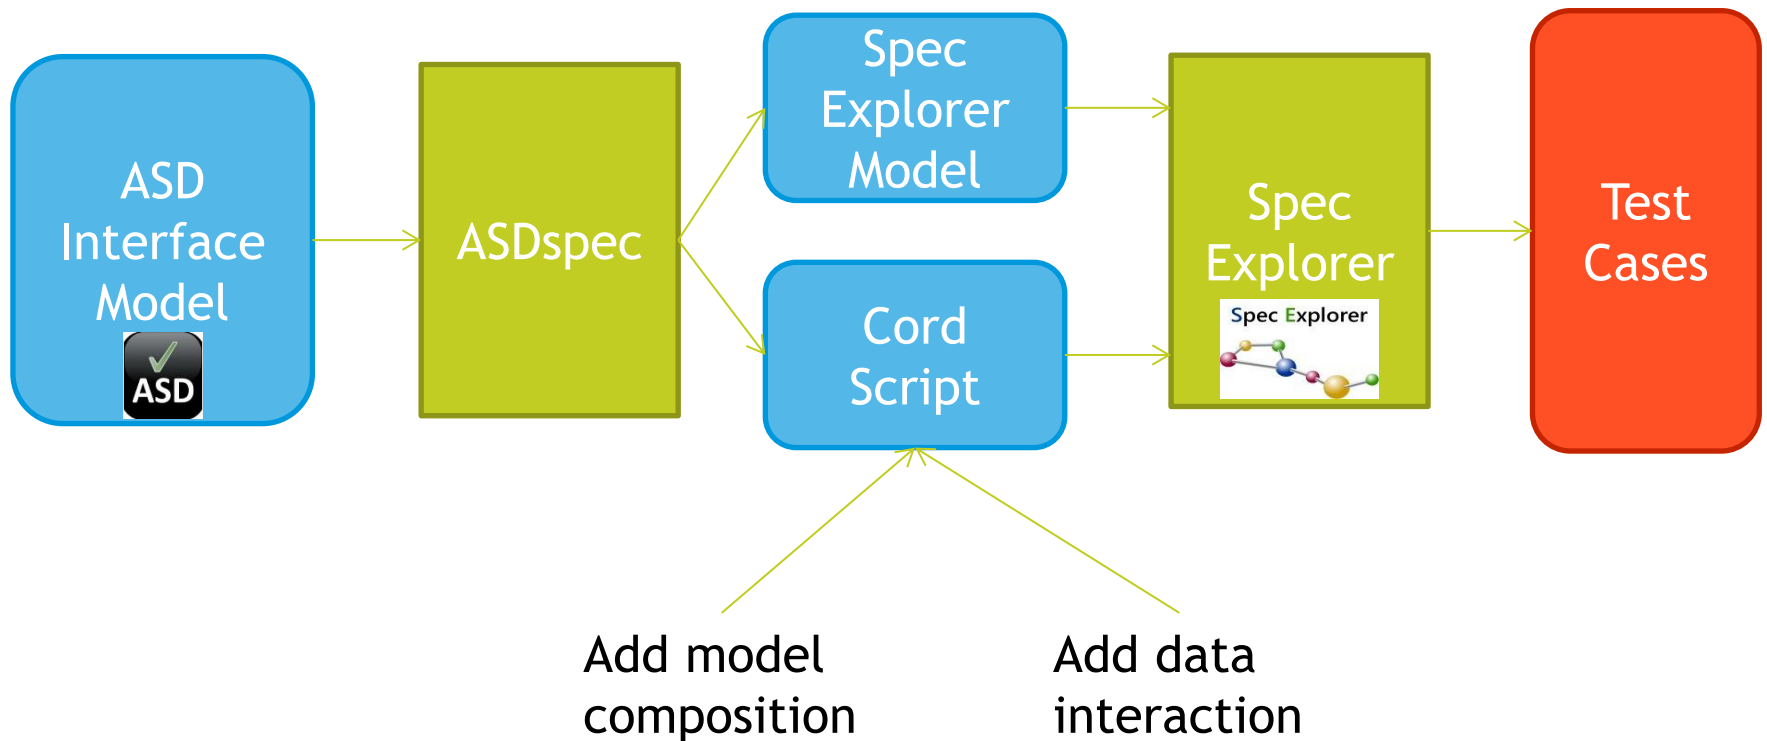 ASD
Interface
Model
ASD
ASDspec
Spec
Explorer
Model
Cord
Script
Spec
Explorer
Spec Explorer
Test
Cases
Add model
composition
Add data
interaction